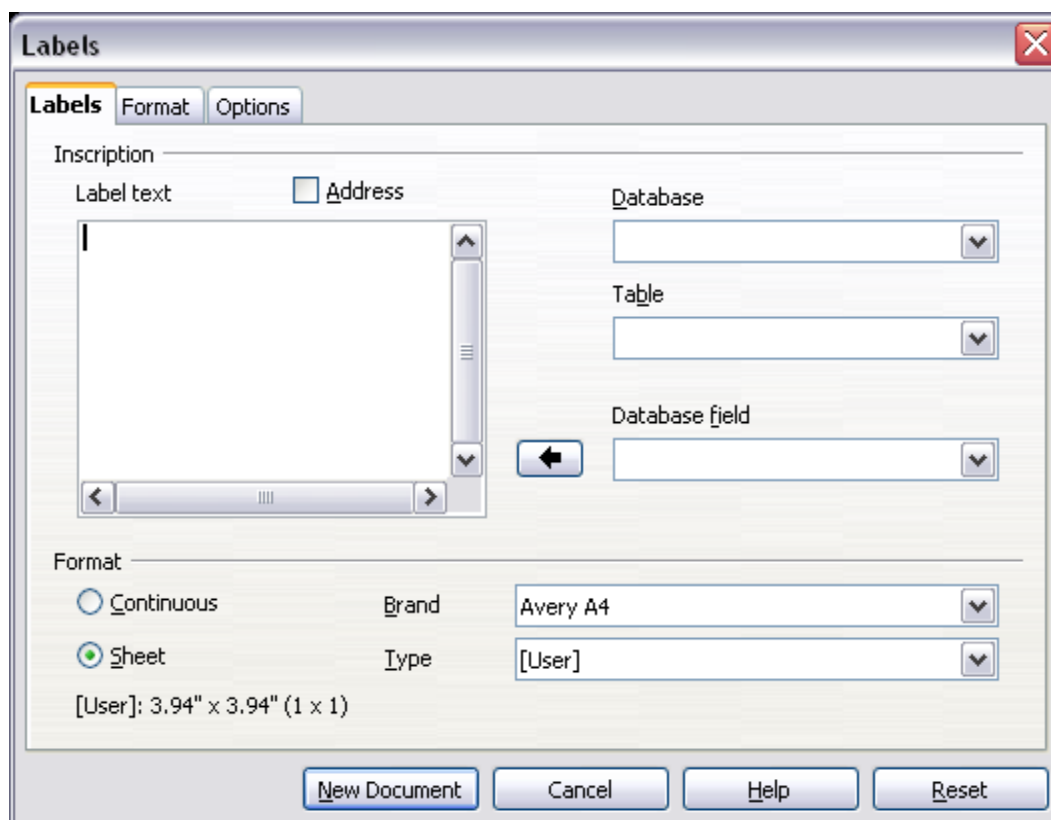 Labels
Labels Format Options
Inscription
Label text Address Database
Table
Database field
Format
Continuous Brand Avery A4
Sheet Type [User]
[User]: 3.94" x 3.94" (1 x 1)
New Document Cancel Help Reset